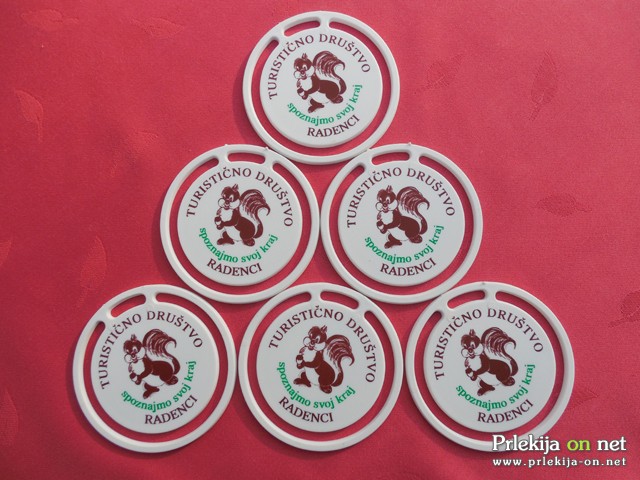 TURISTIČNO DRUŠTVO
spoznajmo svoj kraj
RADENCI
TURISTIČNO DRUŠTVO
spoznajmo svoj kraj
RADENCI
TURISTIČNO DRUŠTVO
spoznajmo svoj kraj
RADENCI
TURISTIČNO DRUŠTVO
spoznajmo svoj kraj
RADENCI
TURISTIČNO DRUŠTVO
spoznajmo svoj kraj
RADENCI
TURISTIČNO DRUŠTVO
spoznajmo svoj kraj
RADENCI
Prlekija on net
www.prlekija-on.net